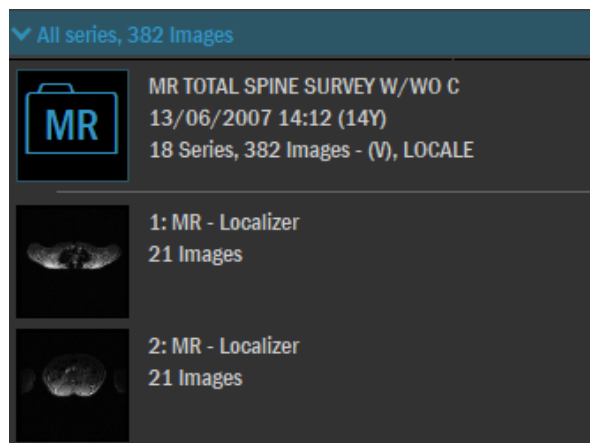 All series, 382 Images
MR
MR TOTAL SPINE SURVEY W/WO C
13/06/2007 14:12 (14Y)
18 Series, 382 Images - (V), LOCALE
1: MR - Localizer
21 Images
2: MR - Localizer
21 Images